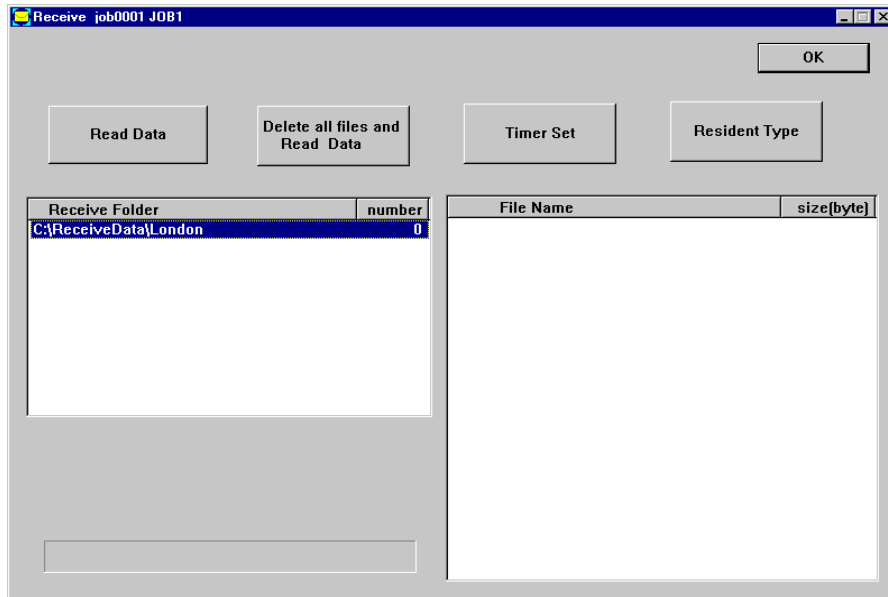 Receive job0001 JOB1
OK
Read Data
Delete all files and
Read Data
Timer Set
Resident Type
Receive Folder number
C:\ReceiveData\London 0
File Name size(byte)